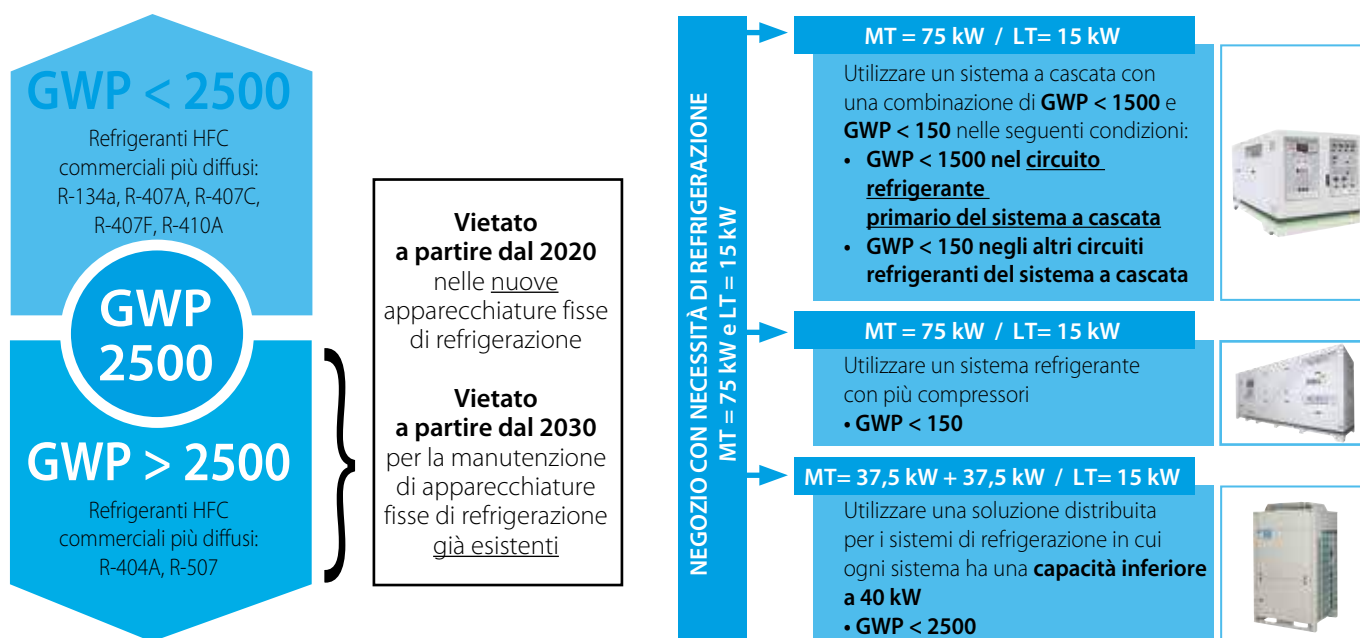 GWP < 2500
Refrigeranti HFC
commerciali più diffusi:
R-134a, R-407A, R-407C,
R-407F, R-410A
GWP
2500
GWP > 2500
Refrigeranti HFC
commerciali più diffusi:
R-404A, R-507
Vietato
a partire dal 2020
nelle nuove
apparecchiature fisse
di refrigerazione
Vietato
a partire dal 2030
per la manutenzione
di apparecchiature
fisse di refrigerazione
già esistenti
NEGOZIO CON NECESSITÀ DI REFRIGERAZIONE
MT = 75 kW e LT = 15 kW
MT = 75 kW / LT= 15 kW
Utilizzare un sistema a cascata con
una combinazione di GWP < 1500 e
GWP < 150 nelle seguenti condizioni:
• GWP < 1500 nel circuito
refrigerante
primario del sistema a cascata
• GWP < 150 negli altri circuiti
refrigeranti del sistema a cascata
MT = 75 kW / LT= 15 kW
Utilizzare un sistema refrigerante
con più compressori
• GWP < 150
MT= 37,5 kW + 37,5 kW / LT= 15 kW
Utilizzare una soluzione distribuita
per i sistemi di refrigerazione in cui
ogni sistema ha una capacità inferiore
a 40 kW
• GWP < 2500